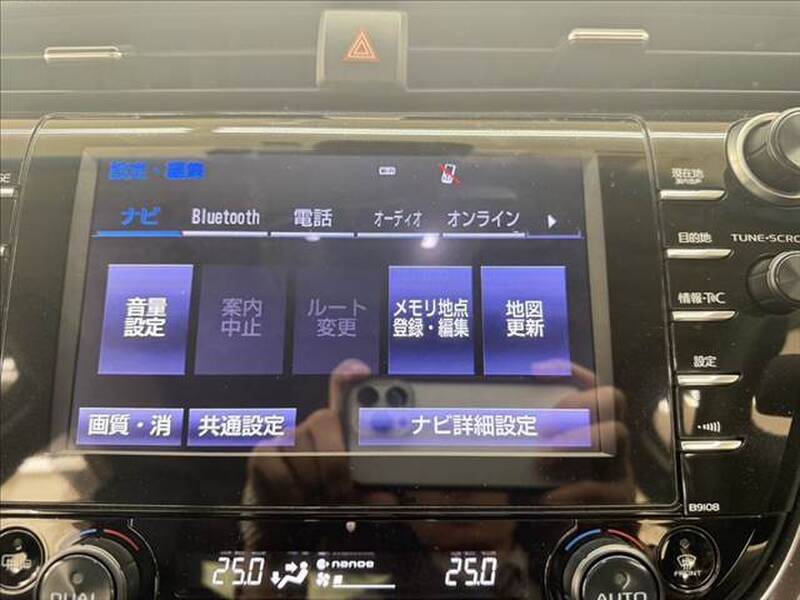 設定・編集
ナビ Bluetooth 電話 オーディオ オンライン
音量設定 案内中止 ルート変更 メモリ地点登録・編集 地図更新
画質・消 共通設定 ナビ詳細設定
現在地
目的地
TUNE・SCRO
情報・T℃
設定
B9108
25.0 nanoe 25.0
DUAL AUTO FRONT